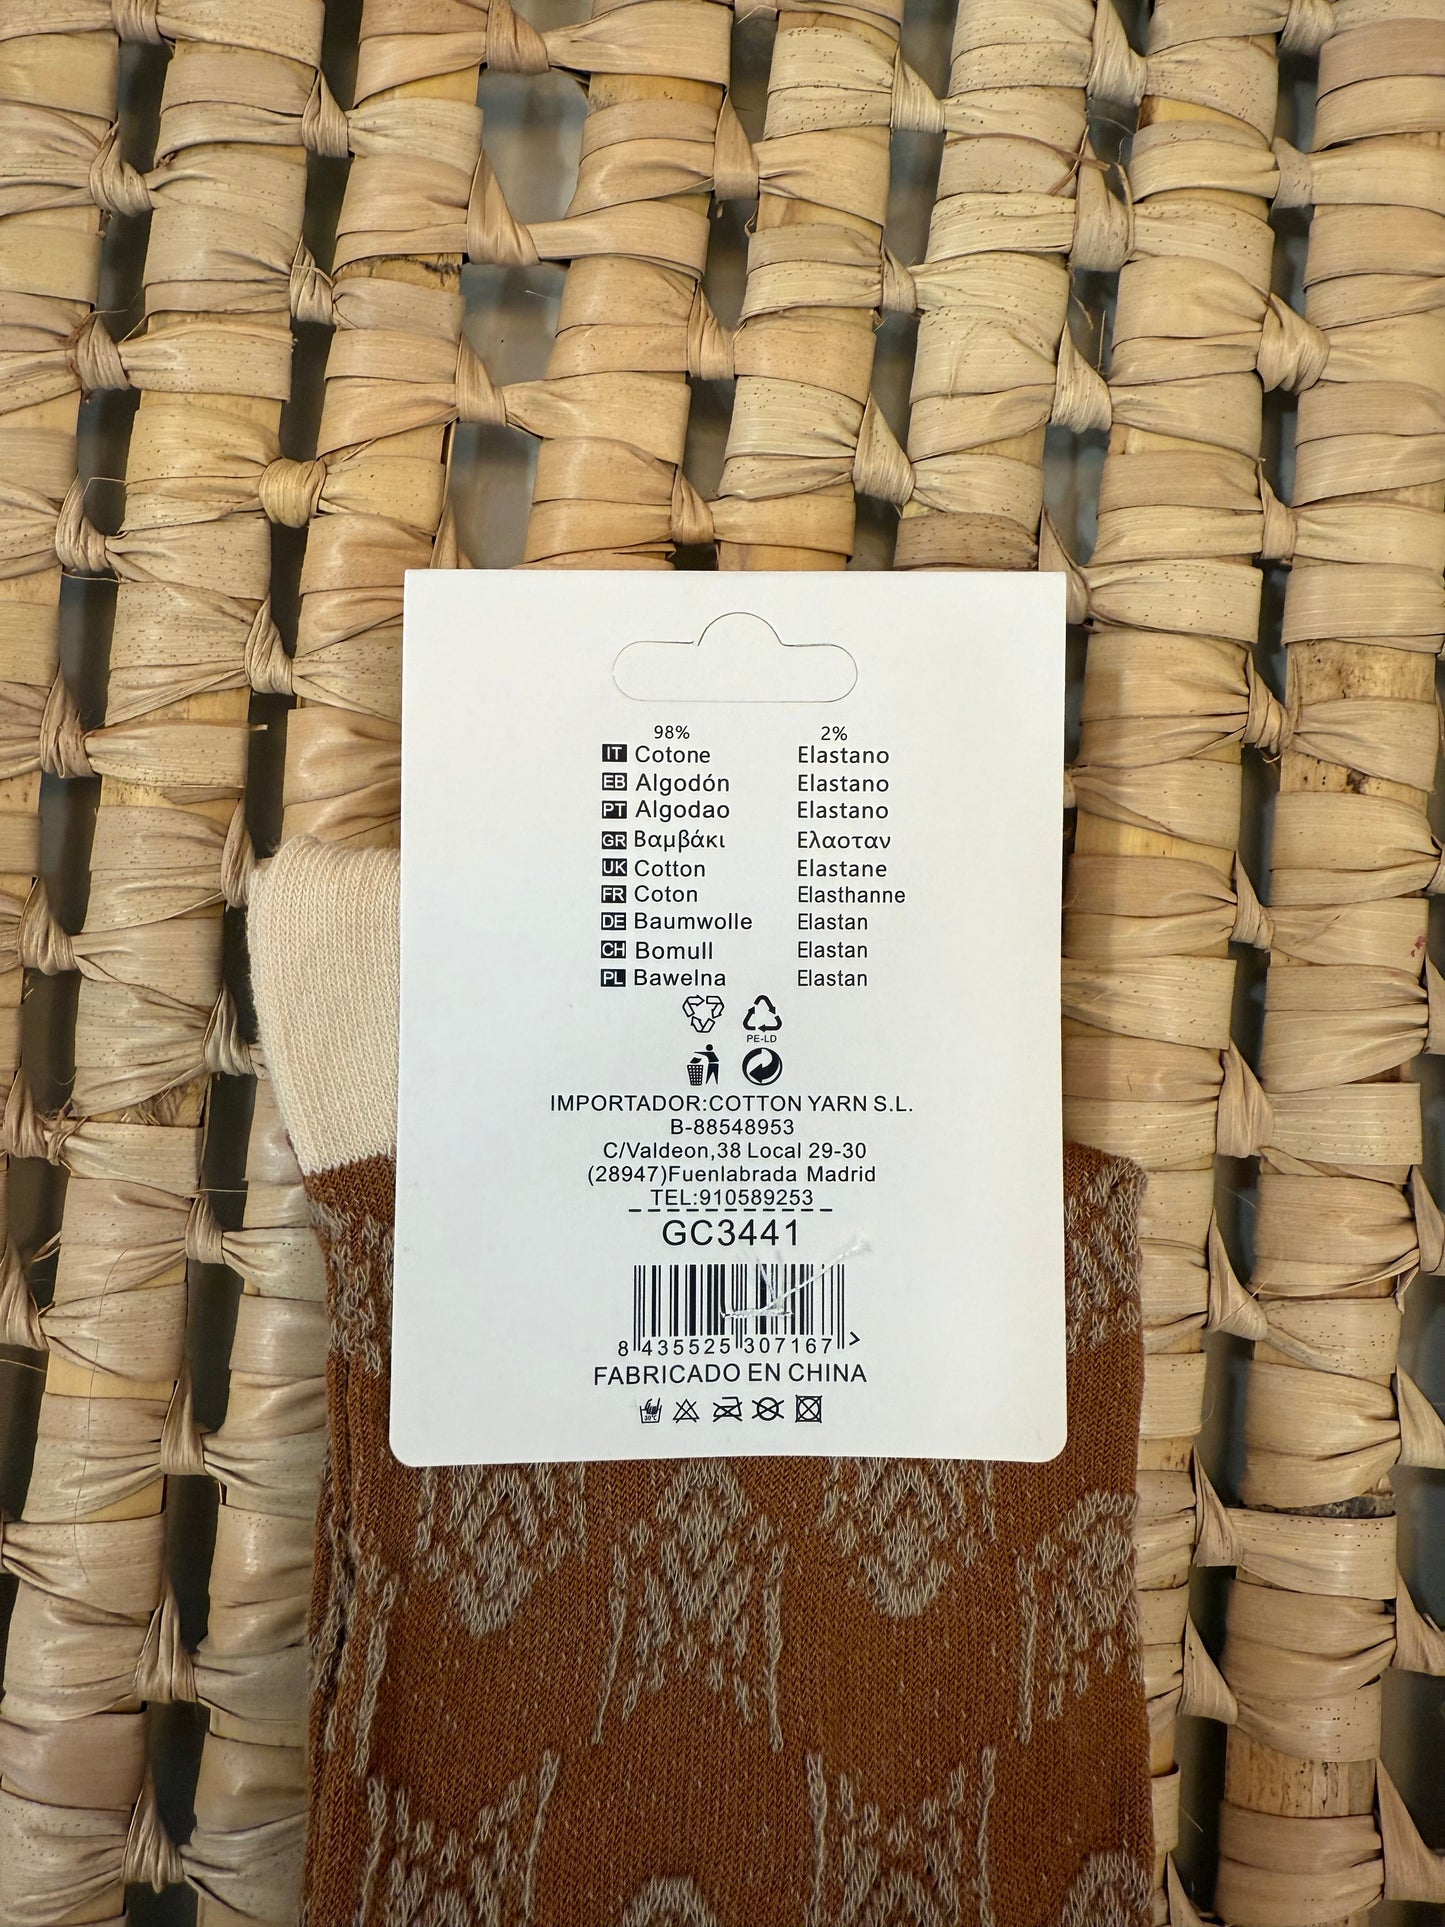 98% 2%
IT Cotone Elastano
EB Algodón Elastano
PT Algodao Elastano
GR Βαμβάκι Ελαοταν
UK Cotton Elastane
FR Coton Elasthanne
DE Baumwolle Elastan
CH Bomull Elastan
PL Bawelna Elastan
PE-LD
IMPORTADOR:COTTON YARN S.L.
B-88548953
C/Valdeon,38 Local 29-30
(28947)Fuenlabrada Madrid
TEL:910589253
GC3441
8 435525 307167 >
FABRICADO EN CHINA
30°C